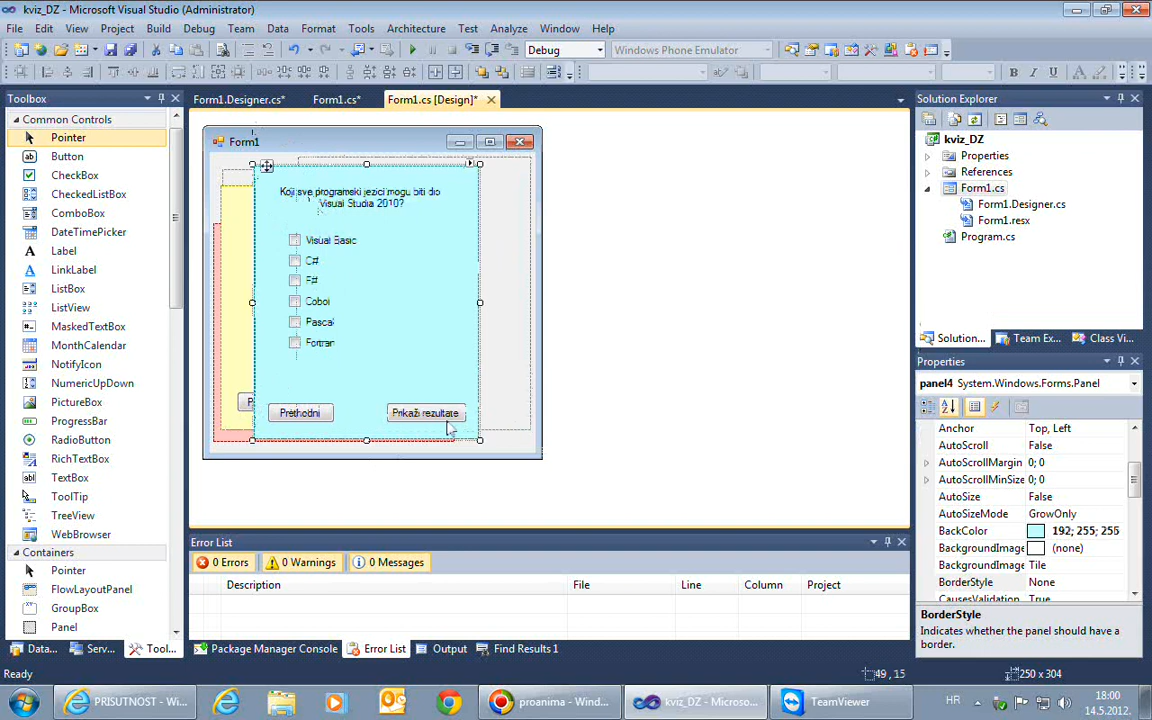 kviz_DZ - Microsoft Visual Studio (Administrator)
File Edit View Project Build Debug Team Data Format Tools Architecture Test Analyze Window Help
Debug Windows Phone Emulator
Toolbox
Form1.Designer.cs* Form1.cs* Form1.cs [Design]*
Solution Explorer
Common Controls
Pointer
Button
CheckBox
CheckedListBox
ComboBox
DateTimePicker
Label
LinkLabel
ListBox
ListView
MaskedTextBox
MonthCalendar
NotifyIcon
NumericUpDown
PictureBox
ProgressBar
RadioButton
RichTextBox
TextBox
ToolTip
TreeView
WebBrowser
Containers
Pointer
FlowLayoutPanel
GroupBox
Panel
Data... Serv... Tool...
Form1
Koji sve programski jezici mogu biti dio
Visual Studia 2010?
Visual Basic
C#
F#
Cobol
Pascal
Fortran
P
Prethodni
Prikaži rezultate
Error List
0 Errors 0 Warnings 0 Messages
Description File Line Column Project
Package Manager Console Error List Output Find Results 1
kviz_DZ
Properties
References
Form1.cs
Form1.Designer.cs
Form1.resx
Program.cs
Solution... Team Ex... Class Vi...
Properties
panel4 System.Windows.Forms.Panel
Anchor Top, Left
AutoScroll False
AutoScrollMargin 0; 0
AutoScrollMinSize 0; 0
AutoSize False
AutoSizeMode GrowOnly
BackColor 192; 255; 255
BackgroundImage (none)
BackgroundImage Tile
BorderStyle None
CausesValidation True
BorderStyle
Indicates whether the panel should have a
border.
Ready 49 , 15 250 x 304
PRISUTNOST - Wi... proanima - Wind... kviz_DZ - Microso... TeamViewer HR 18:00
14.5.2012.